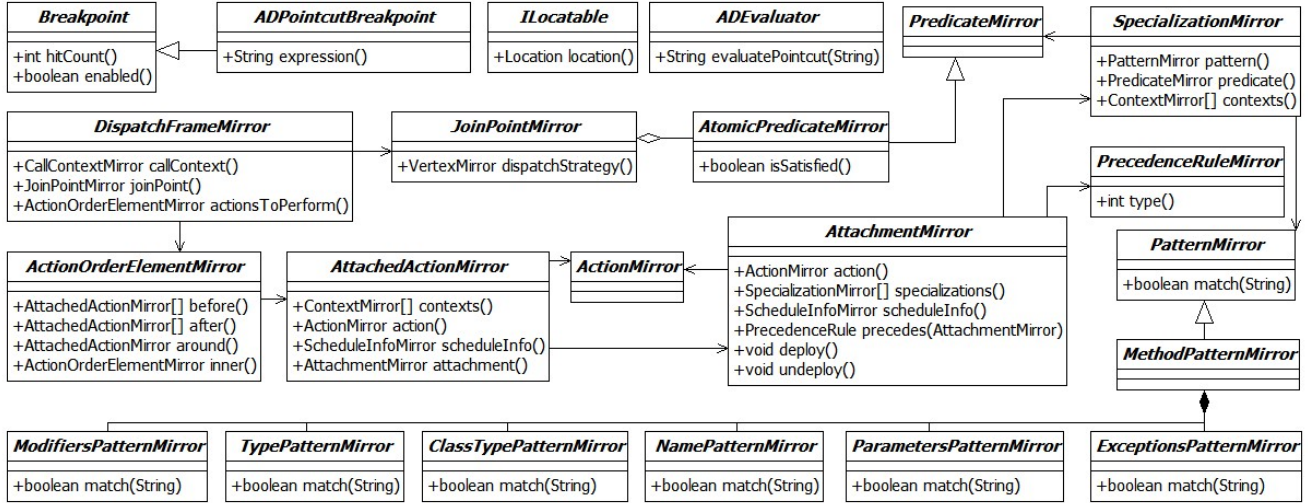 Breakpoint
+int hitCount()
+boolean enabled()
ADPointcutBreakpoint
+String expression()
ILocatable
+Location location()
ADEvaluator
+String evaluatePointcut(String)
PredicateMirror
SpecializationMirror
+PatternMirror pattern()
+PredicateMirror predicate()
+ContextMirror[] contexts()
DispatchFrameMirror
+CallContextMirror callContext()
+JoinPointMirror joinPoint()
+ActionOrderElementMirror actionsToPerform()
JoinPointMirror
+VertexMirror dispatchStrategy()
AtomicPredicateMirror
+boolean isSatisfied()
PrecedenceRuleMirror
+int type()
ActionOrderElementMirror
+AttachedActionMirror[] before()
+AttachedActionMirror[] after()
+AttachedActionMirror around()
+ActionOrderElementMirror inner()
AttachedActionMirror
+ContextMirror[] contexts()
+ActionMirror action()
+ScheduleInfoMirror scheduleInfo()
+AttachmentMirror attachment()
ActionMirror
AttachmentMirror
+ActionMirror action()
+SpecializationMirror[] specializations()
+ScheduleInfoMirror scheduleInfo()
+PrecedenceRule precedes(AttachmentMirror)
+void deploy()
+void undeploy()
PatternMirror
+boolean match(String)
MethodPatternMirror
ModifiersPatternMirror
+boolean match(String)
TypePatternMirror
+boolean match(String)
ClassTypePatternMirror
+boolean match(String)
NamePatternMirror
+boolean match(String)
ParametersPatternMirror
+boolean match(String)
ExceptionsPatternMirror
+boolean match(String)